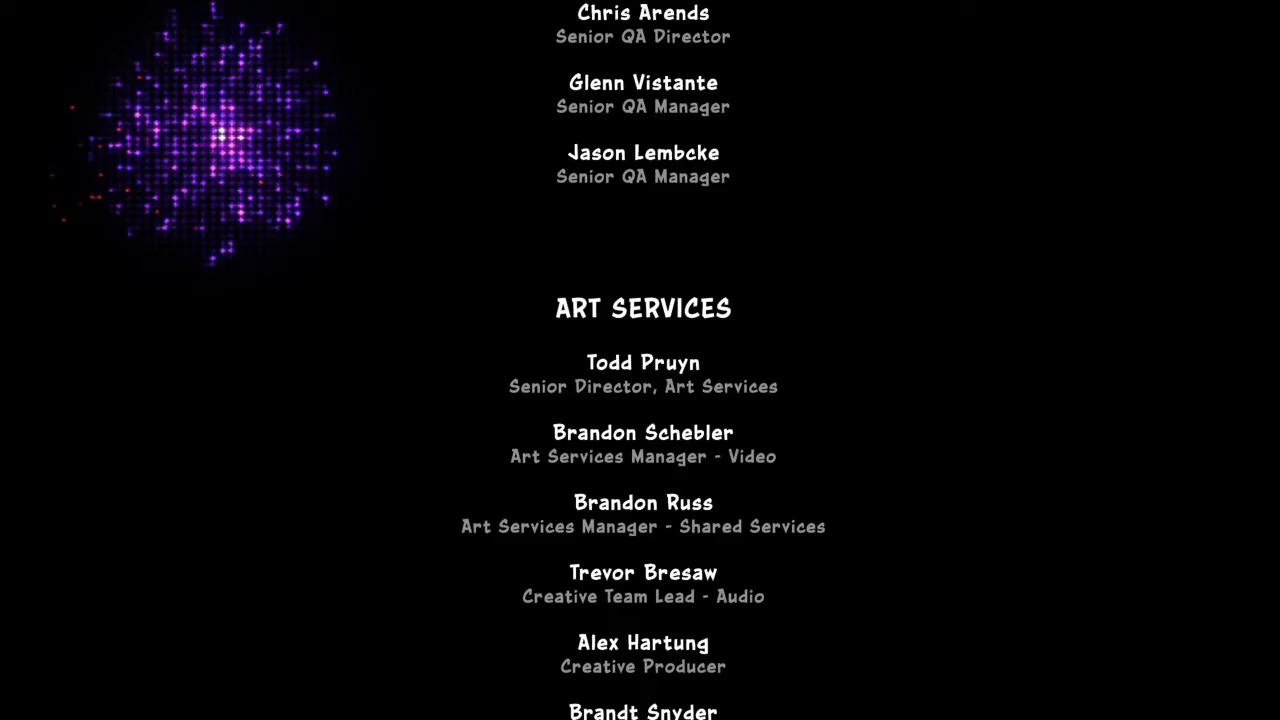 Chris Arends
Senior QA Director
Glenn Vistante
Senior QA Manager
Jason Lembcke
Senior QA Manager
ART SERVICES
Todd Pruyn
Senior Director, Art Services
Brandon Schebler
Art Services Manager - Video
Brandon Russ
Art Services Manager - Shared Services
Trevor Bresaw
Creative Team Lead - Audio
Alex Hartung
Creative Producer
Brandt Snyder